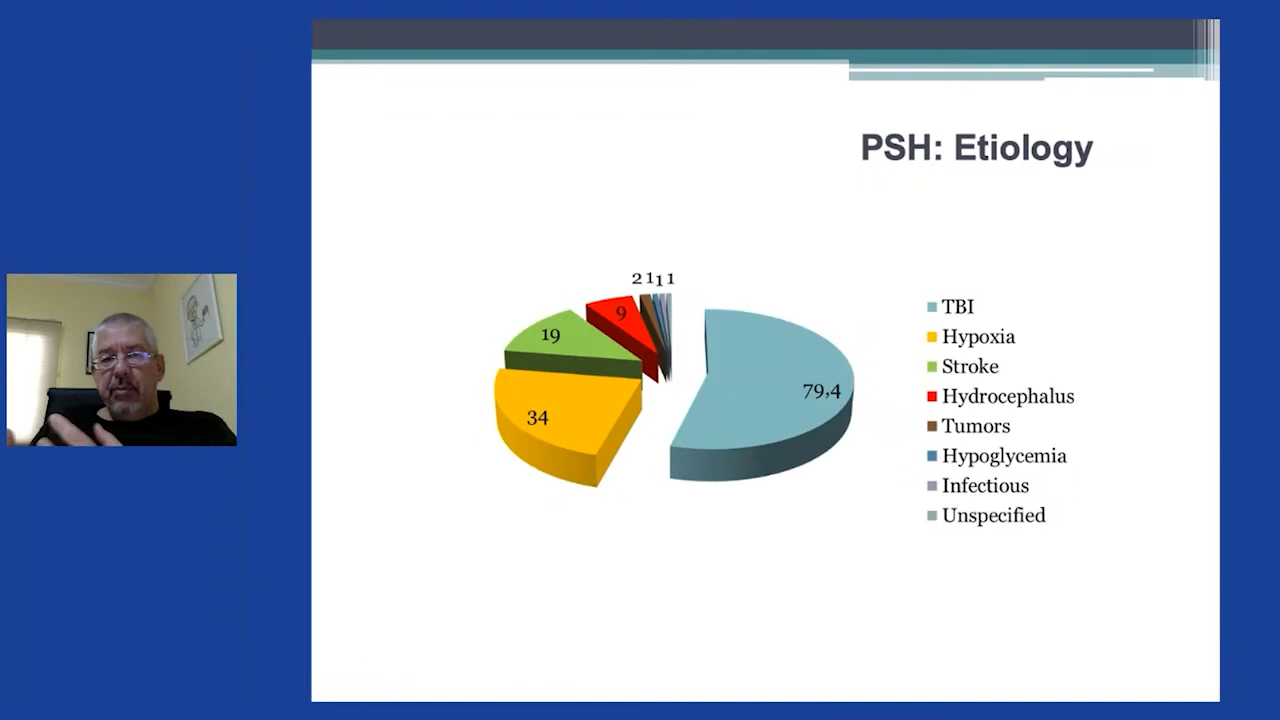 PSH: Etiology
2 1 1 1
9
19
34
79,4
TBI
Hypoxia
Stroke
Hydrocephalus
Tumors
Hypoglycemia
Infectious
Unspecified